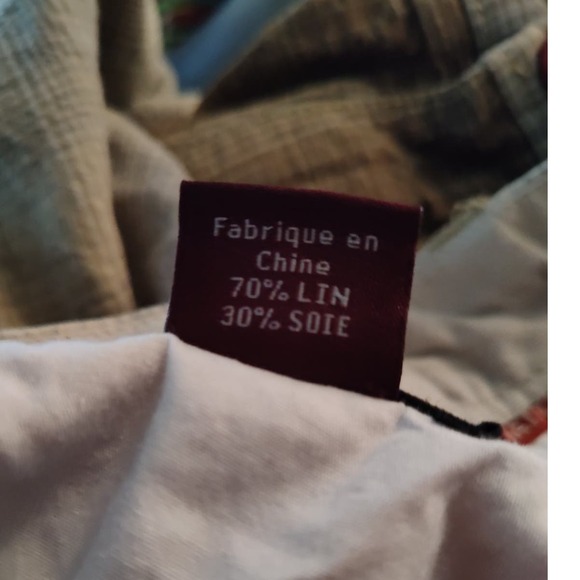 Fabrique en
Chine
70% LIN
30% SOIE